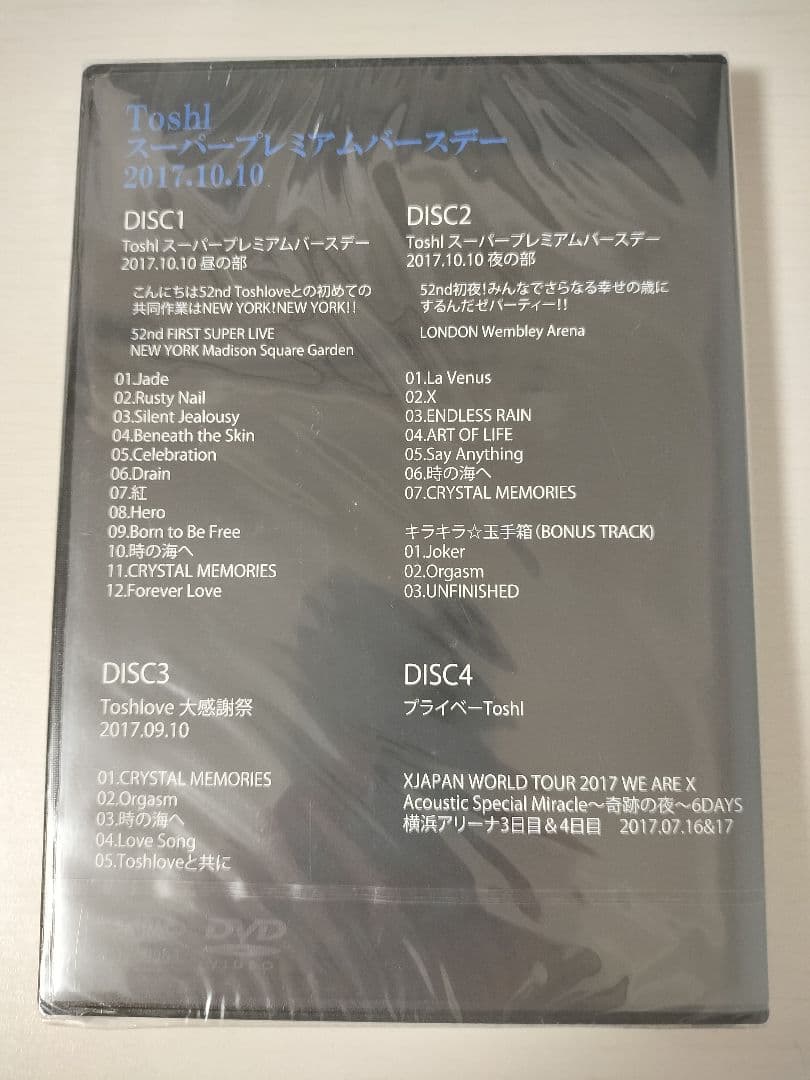 Toshl
スーパープレミアムバースデー
2017.10.10
DISC1
Toshl スーパープレミアムバースデー
2017.10.10 昼の部
こんにちは52nd Toshloveとの初めての
共同作業はNEW YORK!NEW YORK!!
52nd FIRST SUPER LIVE
NEW YORK Madison Square Garden
01.Jade
02.Rusty Nail
03.Silent Jealousy
04.Beneath the Skin
05.Celebration
06.Drain
07.紅
08.Hero
09.Born to Be Free
10.時の海へ
11.CRYSTAL MEMORIES
12.Forever Love
DISC2
Toshl スーパープレミアムバースデー
2017.10.10 夜の部
52nd初夜!みんなでさらなる幸せの歳に
するんだぜパーティー!!
LONDON Wembley Arena
01.La Venus
02.X
03.ENDLESS RAIN
04.ART OF LIFE
05.Say Anything
06.時の海へ
07.CRYSTAL MEMORIES
キラキラ☆玉手箱(BONUS TRACK)
01.Joker
02.Orgasm
03.UNFINISHED
DISC3
Toshlove 大感謝祭
2017.09.10
01.CRYSTAL MEMORIES
02.Orgasm
03.時の海へ
04.Love Song
05.Toshloveと共に
DISC4
プライベーToshl
XJAPAN WORLD TOUR 2017 WE ARE X
Acoustic Special Miracle～奇跡の夜～6DAYS
横浜アリーナ3日目＆4日目 2017.07.16&17
DVD
VIDEO